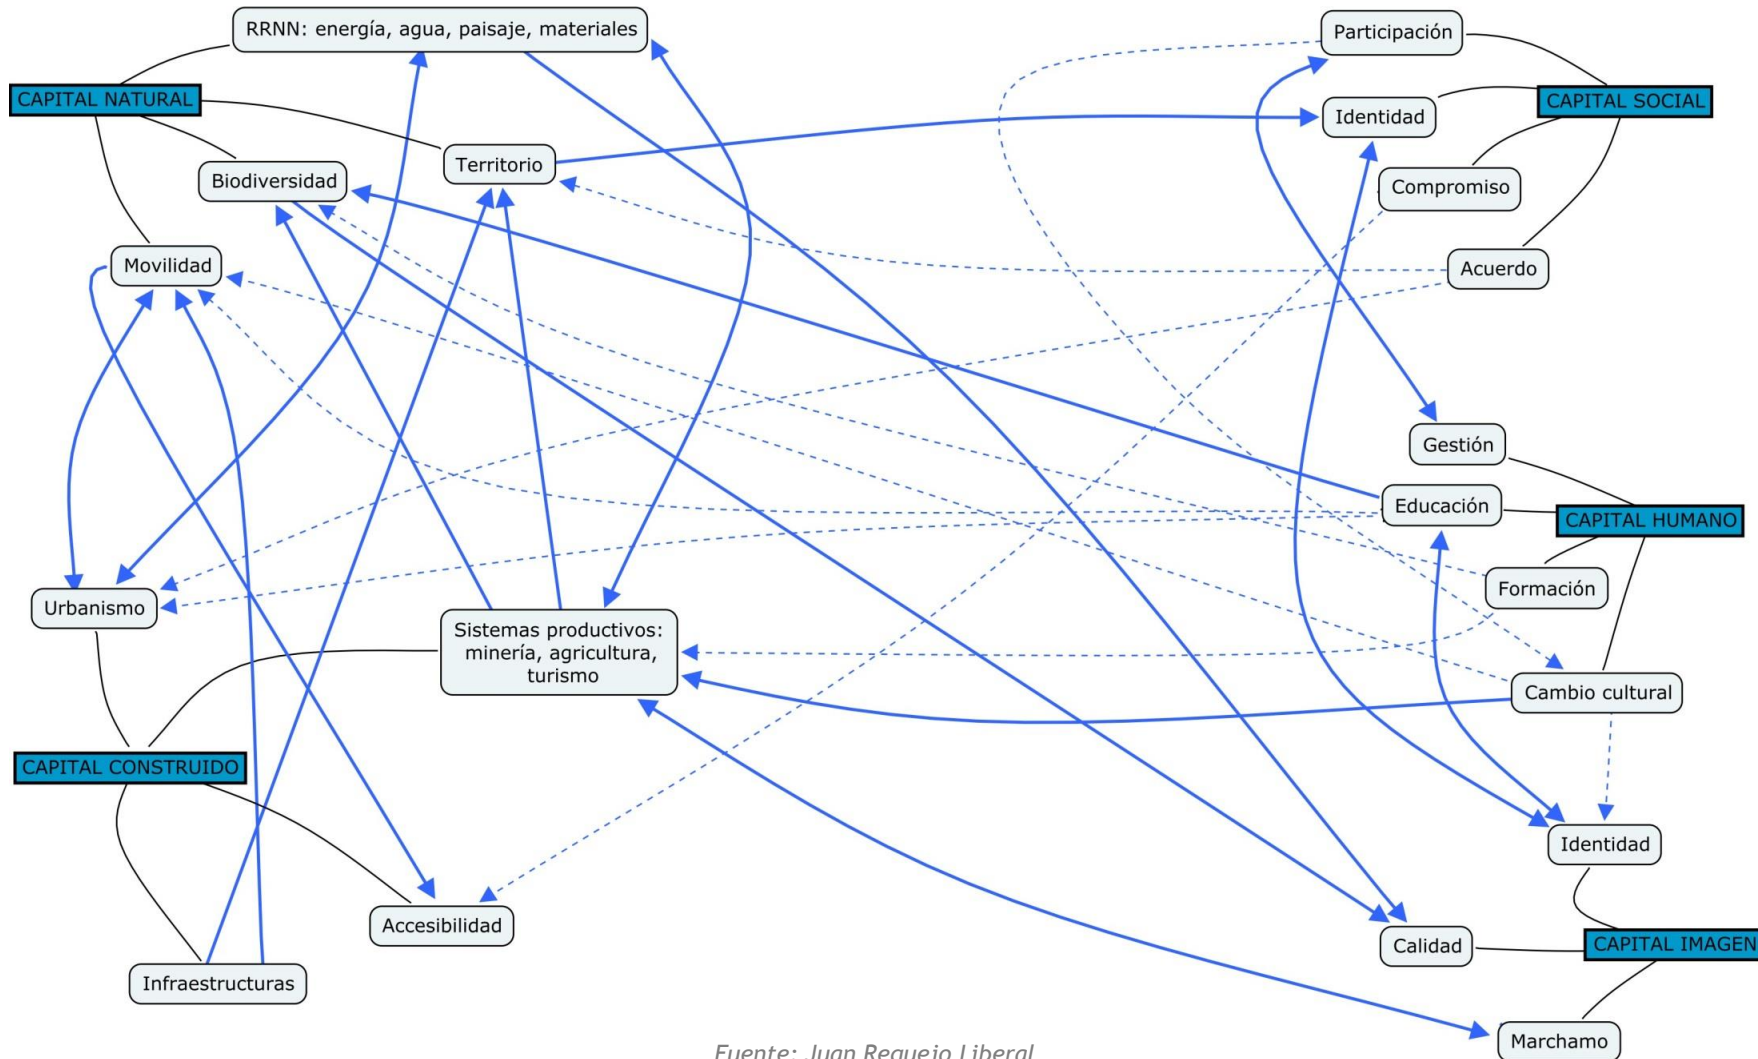 RRNN: energía, agua, paisaje, materiales
Participación
CAPITAL NATURAL
CAPITAL SOCIAL
Identidad
Territorio
Biodiversidad
Compromiso
Movilidad
Acuerdo
Gestión
Educación
CAPITAL HUMANO
Formación
Urbanismo
Sistemas productivos:
minería, agricultura,
turismo
Cambio cultural
CAPITAL CONSTRUIDO
Identidad
Accesibilidad
Calidad
CAPITAL IMAGEN
Infraestructuras
Marchamo
Fuente: Juan Requejo Liberal